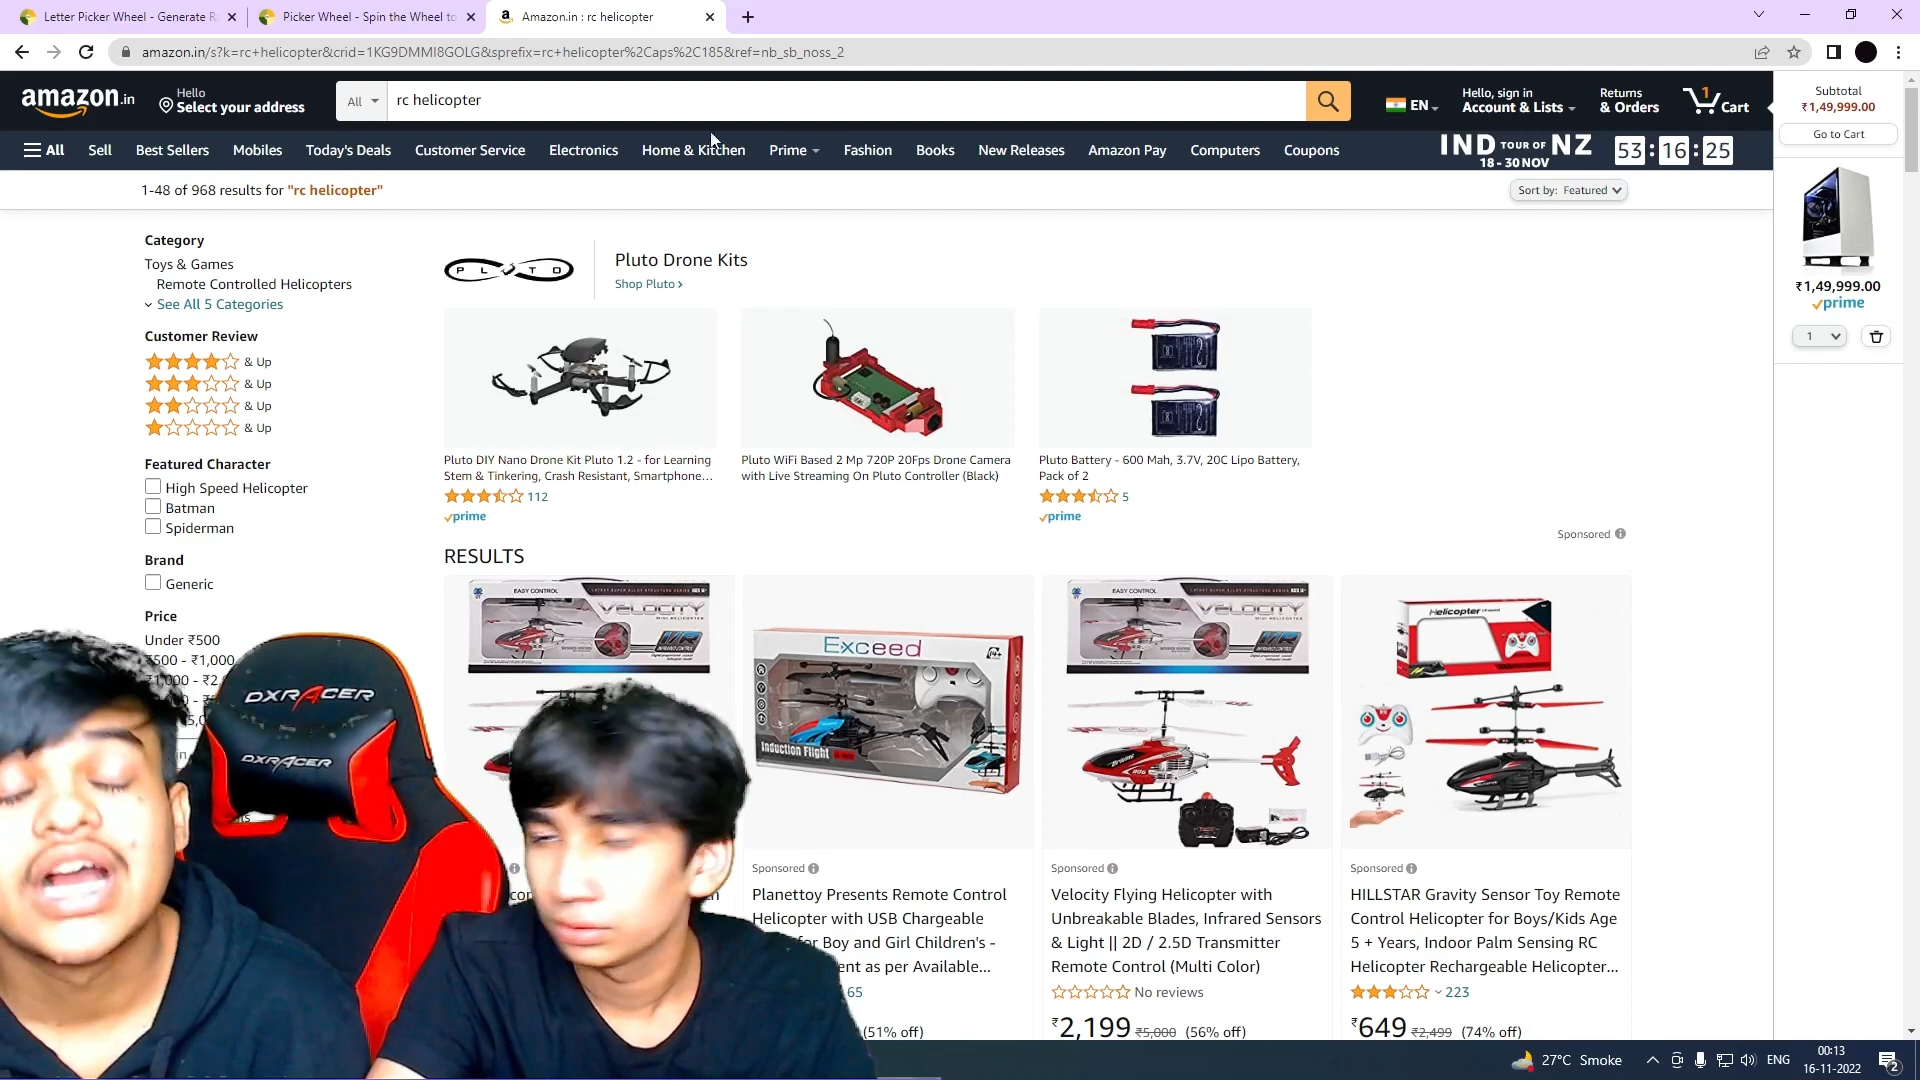 Letter Picker Wheel - Generate R
Picker Wheel - Spin the Wheel to
Amazon.in : rc helicopter
amazon.in/s?k=rc+helicopter&crid=1KG9DMMI8GOLG&sprefix=rc+helicopter%2Caps%2C185&ref=nb_sb_noss_2
amazon.in
Hello
Select your address
All
rc helicopter
EN
Hello, sign in
Account & Lists
Returns
& Orders
1
Cart
Subtotal
₹1,49,999.00
Go to Cart
All
Sell
Best Sellers
Mobiles
Today's Deals
Customer Service
Electronics
Home & Kitchen
Prime
Fashion
Books
New Releases
Amazon Pay
Computers
Coupons
IND TOUR OF NZ
18 - 30 NOV
53 : 16 : 25
1-48 of 968 results for "rc helicopter"
Sort by: Featured
₹1,49,999.00
prime
1
Category
Toys & Games
Remote Controlled Helicopters
See All 5 Categories
Customer Review
& Up
& Up
& Up
& Up
Featured Character
High Speed Helicopter
Batman
Spiderman
Brand
Generic
Price
Under ₹500
₹500 - ₹1,000
PLUTO
Pluto Drone Kits
Shop Pluto ›
Pluto DIY Nano Drone Kit Pluto 1.2 - for Learning
Stem & Tinkering, Crash Resistant, Smartphone...
112
prime
Pluto WiFi Based 2 Mp 720P 20Fps Drone Camera
with Live Streaming On Pluto Controller (Black)
Pluto Battery - 600 Mah, 3.7V, 20C Lipo Battery,
Pack of 2
5
prime
Sponsored
RESULTS
EASY CONTROL
VELOCITY
Exceed
14+
Induction Flight
EASY CONTROL
VELOCITY
Helicopter
DXRACER
DXRACER
Sponsored
Planettoy Presents Remote Control
Helicopter with USB Chargeable
for Boy and Girl Children's -
ent as per Available...
65
(51% off)
Sponsored
Velocity Flying Helicopter with
Unbreakable Blades, Infrared Sensors
& Light || 2D / 2.5D Transmitter
Remote Control (Multi Color)
No reviews
₹2,199 ₹5,000 (56% off)
Sponsored
HILLSTAR Gravity Sensor Toy Remote
Control Helicopter for Boys/Kids Age
5 + Years, Indoor Palm Sensing RC
Helicopter Rechargeable Helicopter...
223
₹649 ₹2,499 (74% off)
27°C Smoke
ENG
00:13
16-11-2022
2